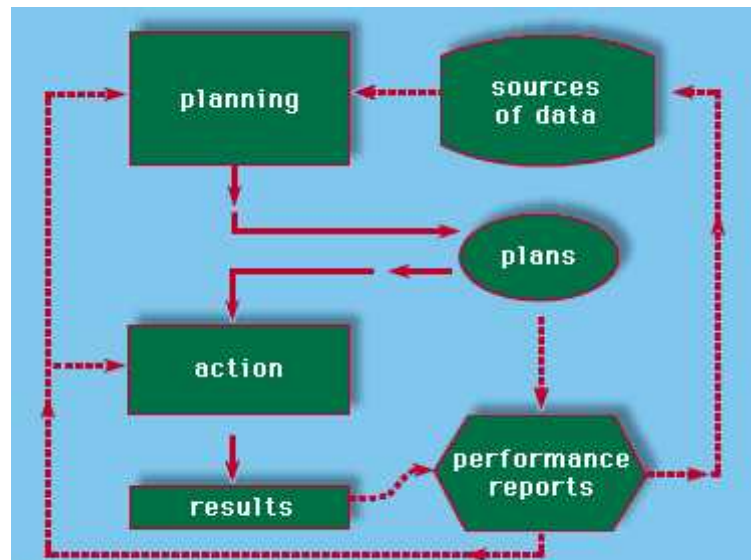 planning
sources
of data
plans
action
performance
reports
results